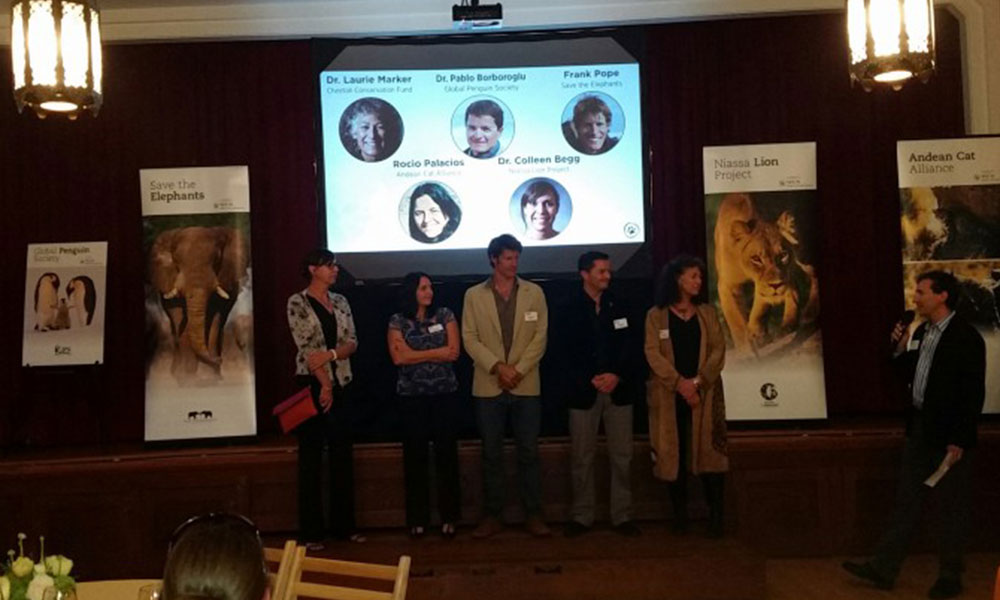 Dr. Laurie Marker
Cheetah Conservation Fund
Dr. Pablo Borboroglu
Global Penguin Society
Frank Pope
Save the Elephants
Rocio Palacios
Andean Cat Alliance
Dr. Colleen Begg
Niassa Lion Project
Global Penguin
Society
Save the
Elephants
Niassa Lion
Project
Andean Cat
Alliance